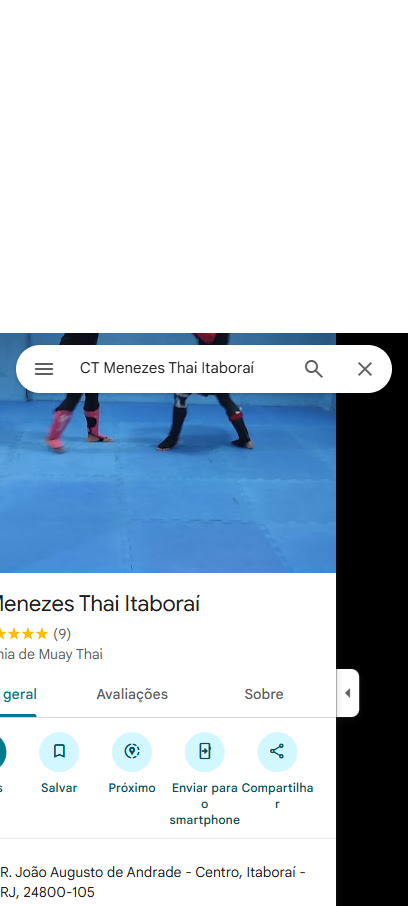 CT Menezes Thai Itaboraí
Menezes Thai Itaboraí
(9)
nia de Muay Thai
geral
Avaliações
Sobre
s
Salvar
Próximo
Enviar para o smartphone
Compartilhar
R. João Augusto de Andrade - Centro, Itaboraí -
RJ, 24800-105